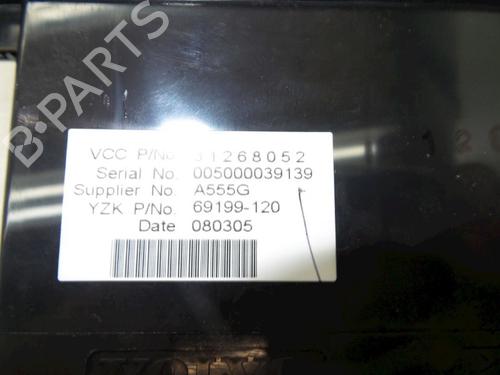 B-PARTS
VCC P/No. 31268052
Serial No. 005000039139
Supplier No. A555G
YZK P/No. 69199-120
Date 080305